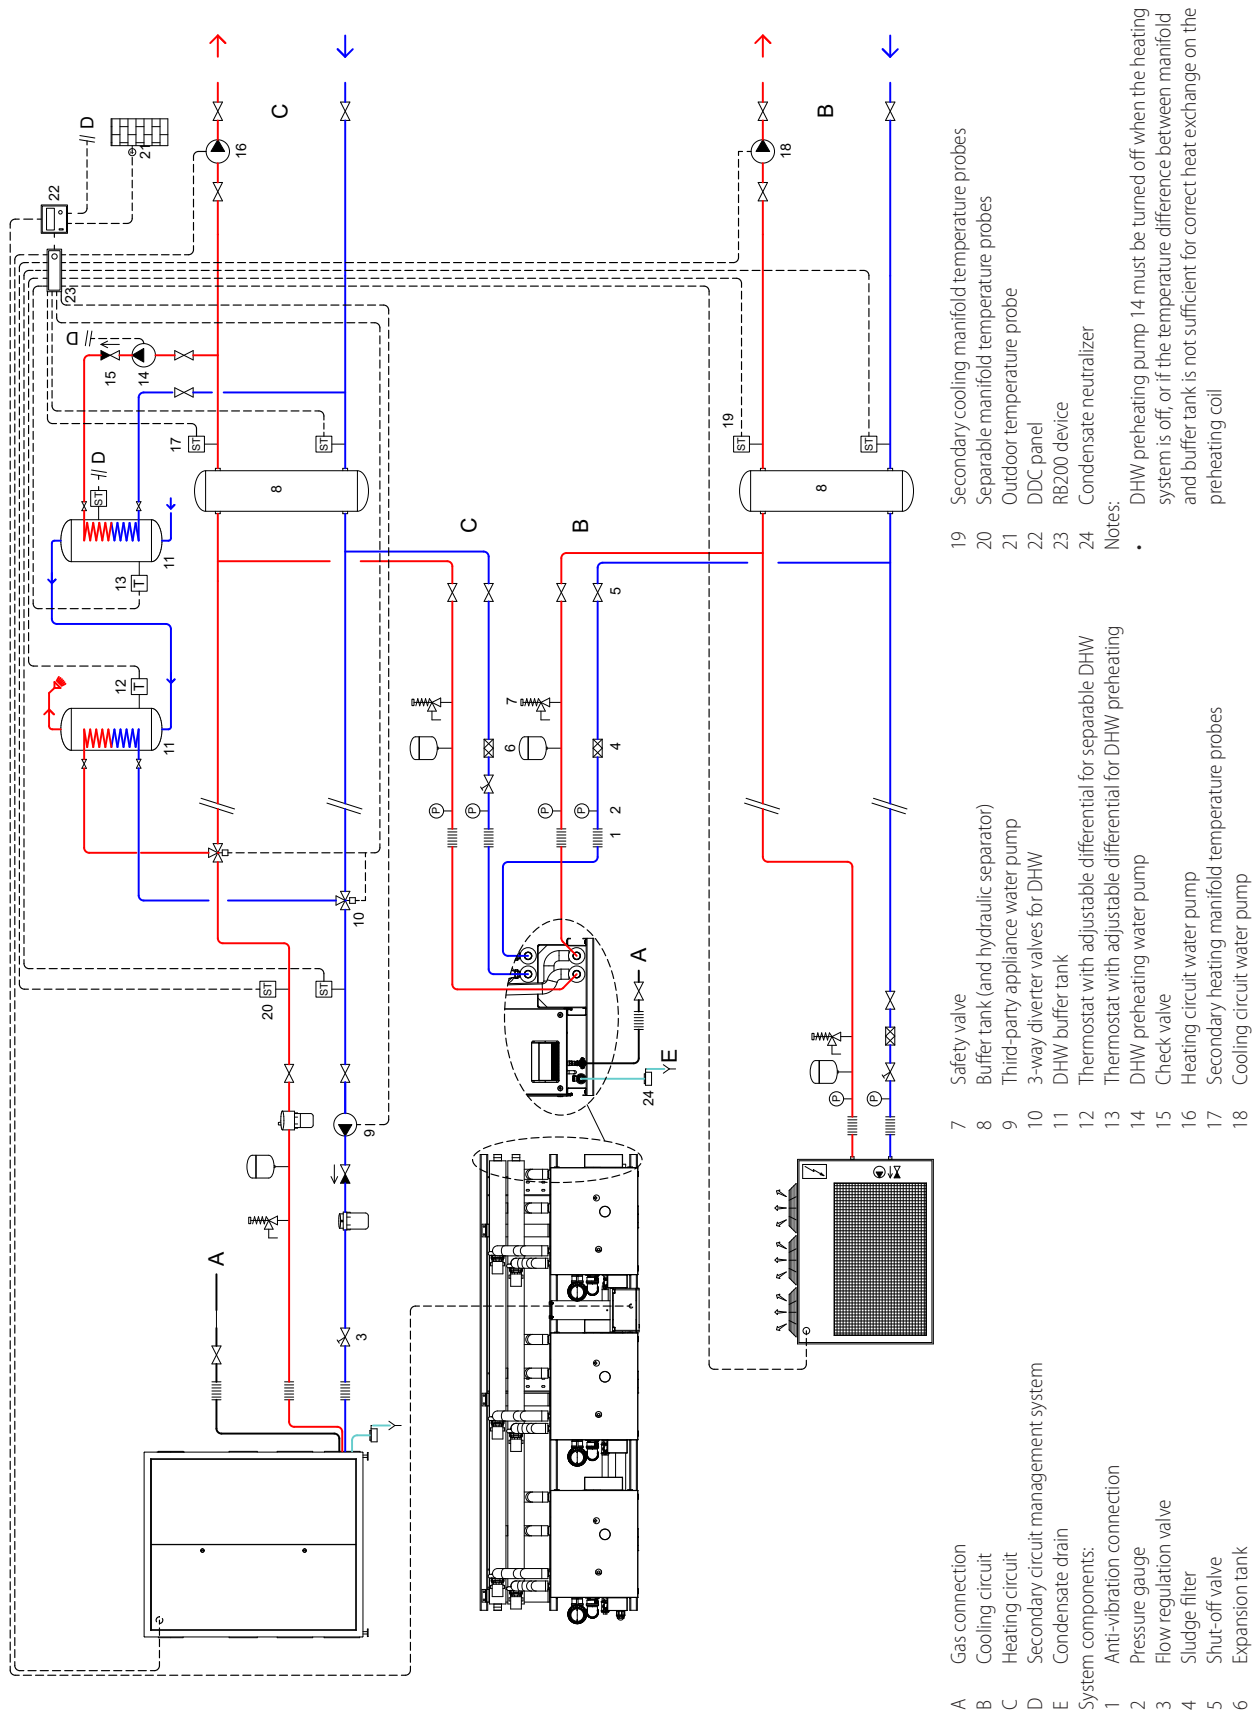 A
C
D
D
D
D
22
21
23
16
15
14
17
ST
ST
ST
13
T
11
12
T
11
8
10
20
ST
ST
9
3
A
B
18
19
ST
ST
8
C
B
5
7
6
4
P
P
P
P
2
1
A
E
24
P
P
A Gas connection
B Cooling circuit
C Heating circuit
D Secondary circuit management system
E Condensate drain
System components:
1 Anti-vibration connection
2 Pressure gauge
3 Flow regulation valve
4 Sludge filter
5 Shut-off valve
6 Expansion tank
7 Safety valve
8 Buffer tank (and hydraulic separator)
9 Third-party appliance water pump
10 3-way diverter valves for DHW
11 DHW buffer tank
12 Thermostat with adjustable differential for separable DHW
13 Thermostat with adjustable differential for DHW preheating
14 DHW preheating water pump
15 Check valve
16 Heating circuit water pump
17 Secondary heating manifold temperature probes
18 Cooling circuit water pump
19 Secondary cooling manifold temperature probes
20 Separable manifold temperature probes
21 Outdoor temperature probe
22 DDC panel
23 RB200 device
24 Condensate neutralizer
Notes:
• DHW preheating pump 14 must be turned off when the heating
system is off, or if the temperature difference between manifold
and buffer tank is not sufficient for correct heat exchange on the
preheating coil